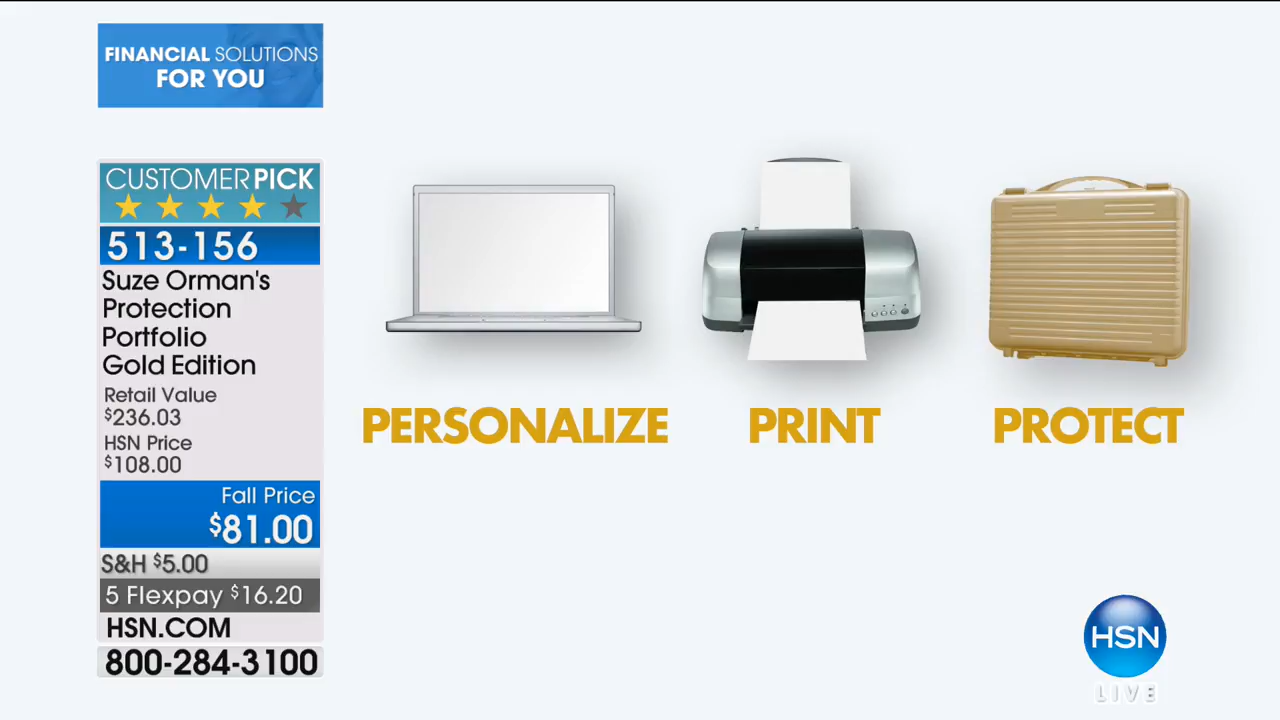 FINANCIAL SOLUTIONS
FOR YOU
CUSTOMER PICK
513-156
Suze Orman's
Protection
Portfolio
Gold Edition
Retail Value
$236.03
HSN Price
$108.00
Fall Price
$81.00
S&H $5.00
5 Flexpay $16.20
HSN.COM
800-284-3100
PERSONALIZE
PRINT
PROTECT
HSN
LIVE